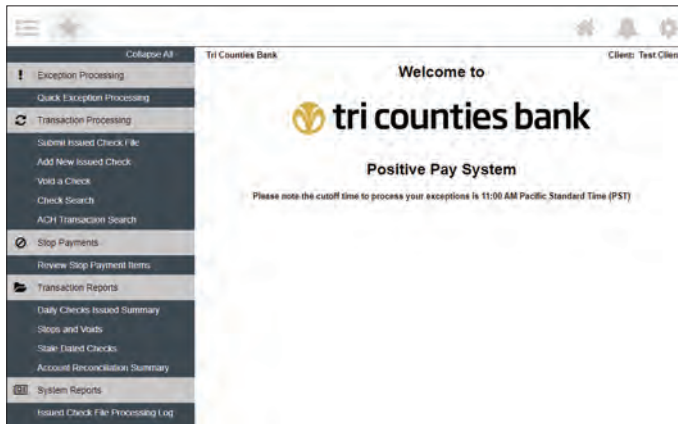 Collapse All
Tri Counties Bank
Client: Test Clien
Welcome to
tri counties bank
Positive Pay System
Please note the cutoff time to process your exceptions is 11:00 AM Pacific Standard Time (PST)
Exception Processing
Quick Exception Processing
Transaction Processing
Submit Issued Check File
Add New Issued Check
Void a Check
Check Search
ACH Transaction Search
Stop Payments
Review Stop Payment Items
Transaction Reports
Daily Checks Issued Summary
Stops and Voids
Stale Dated Checks
Account Reconciliation Summary
System Reports
Issued Check File Processing Log